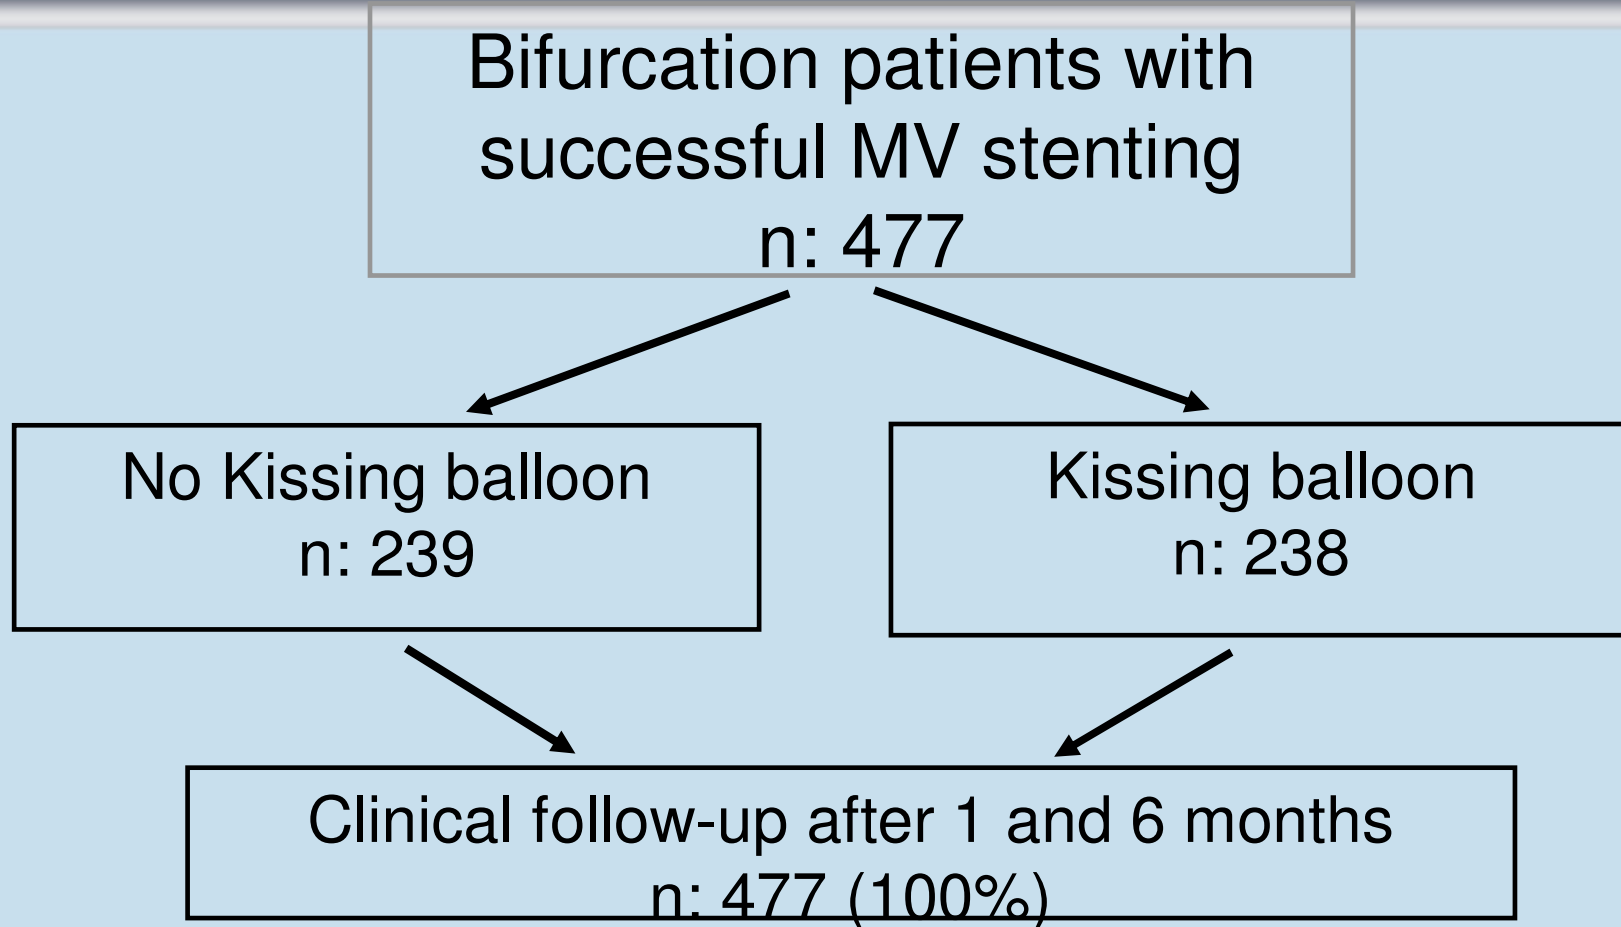 Bifurcation patients with
successful MV stenting
n: 477
No Kissing balloon
n: 239
Kissing balloon
n: 238
Clinical follow-up after 1 and 6 months
n: 477 (100%)